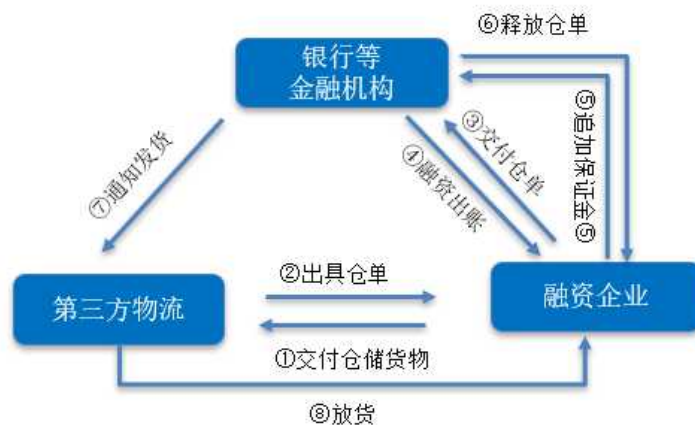 ⑥释放仓单
银行等
金融机构
⑤追加保证金⑤
③交付仓单
④融资出账
⑦通知发货
②出具仓单
第三方物流
融资企业
①交付仓储货物
⑧放货